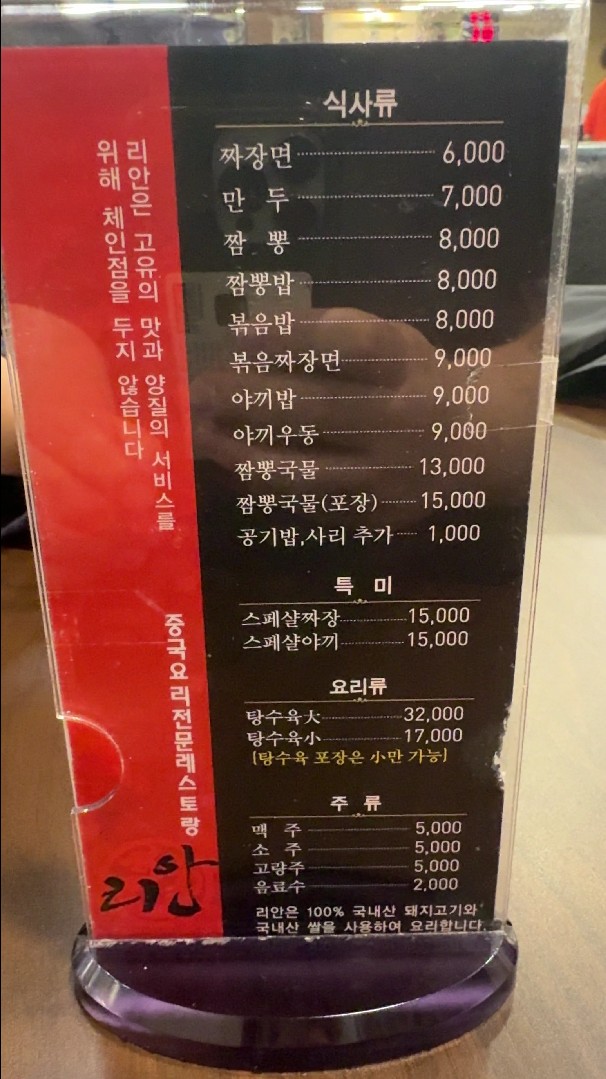 리안은 고유의 맛과 양질의 서비스를
위해 체인점을 두지 않습니다
중국요리전문레스토랑
리안
식사류
짜장면 6,000
만 두 7,000
짬 뽕 8,000
짬뽕밥 8,000
볶음밥 8,000
볶음짜장면 9,000
야끼밥 9,000
야끼우동 9,000
짬뽕국물 13,000
짬뽕국물(포장) 15,000
공기밥,사리 추가 1,000
특 미
스페샬짜장 15,000
스페샬야끼 15,000
요리류
탕수육大 32,000
탕수육小 17,000
[탕수육 포장은 小만 가능]
주 류
맥 주 5,000
소 주 5,000
고량주 5,000
음료수 2,000
리안은 100% 국내산 돼지고기와
국내산 쌀을 사용하여 요리합니다